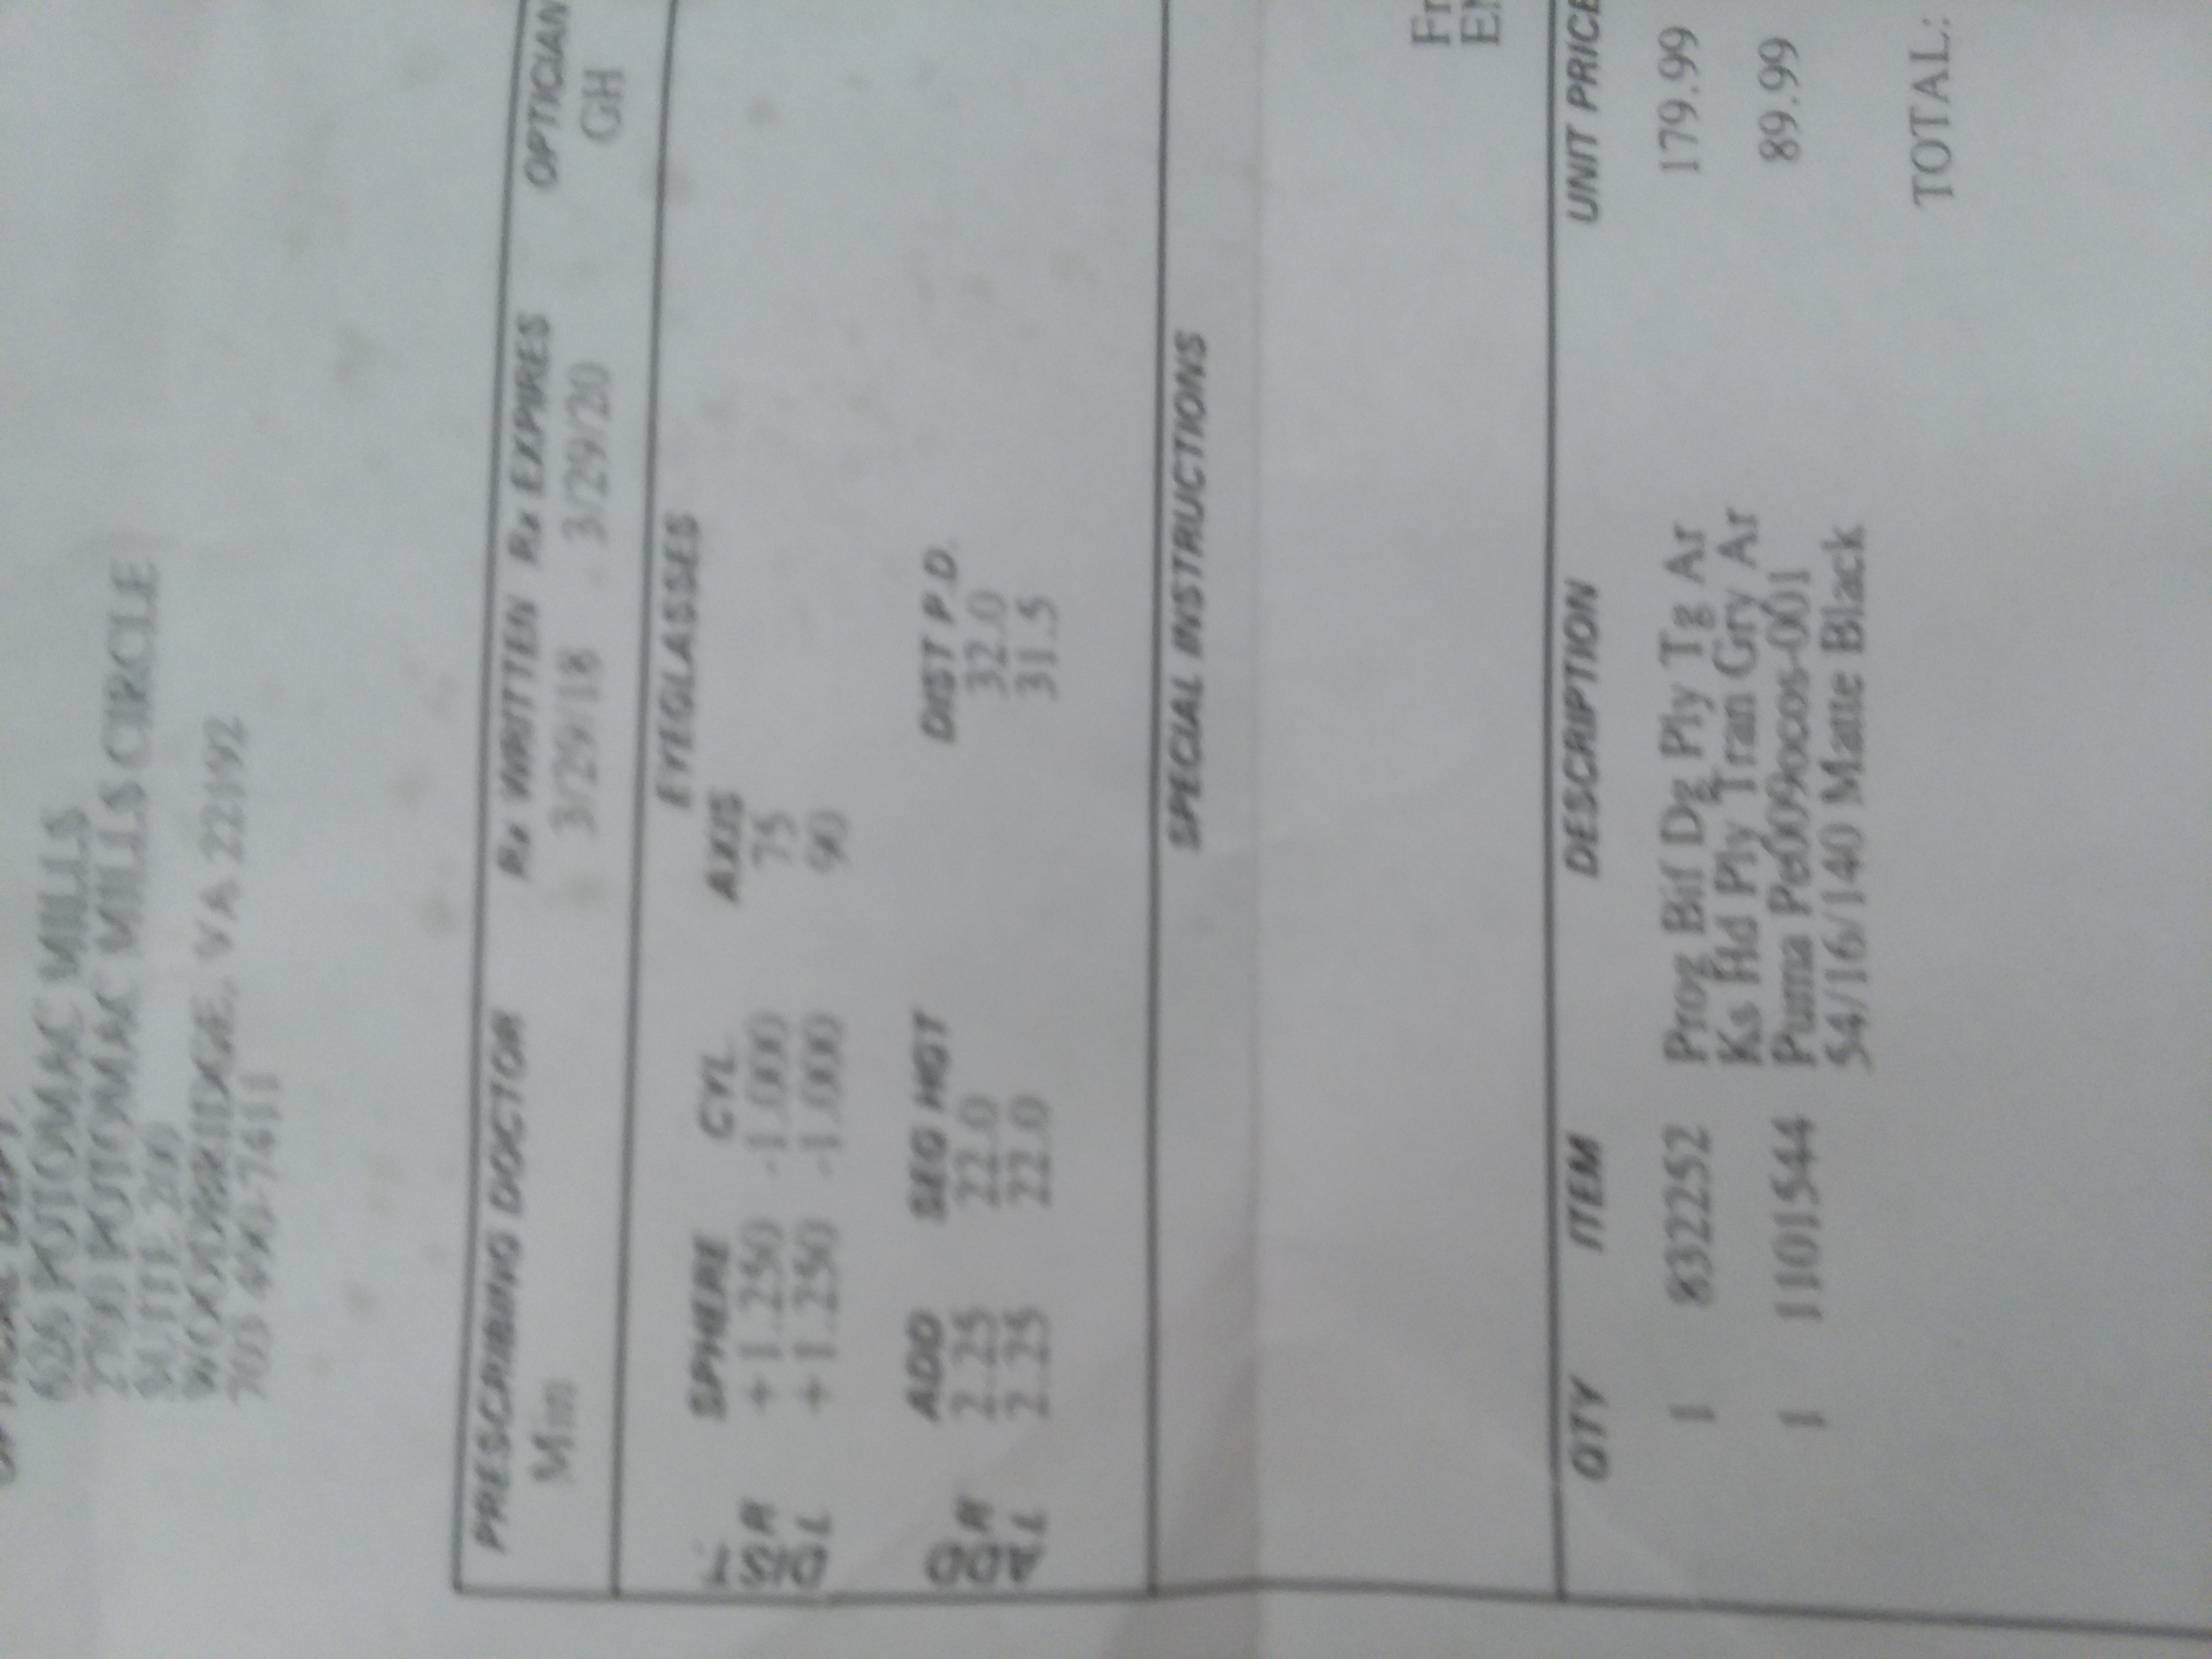 OPTICAL DEPT.
626 POTOMAC MILLS
2700 POTOMAC MILLS CIRCLE
SUITE 200
WOODBRIDGE, VA 22192
703 490-7411
PRESCRIBING DOCTOR Rx WRITTEN Rx EXPIRES OPTICIAN
Min 3/29/18 3/29/20 GH
EYEGLASSES
DIST. SPHERE CYL. AXIS
R +1.250 -1.000 75
L +1.250 -1.000 90
ADD ADD SEG HGT DIST P.D.
R 2.25 22.0 32.0
L 2.25 22.0 31.5
SPECIAL INSTRUCTIONS
Fr
QTY ITEM DESCRIPTION UNIT PRICE
1 832252 Prog Bif Dg Ply Tg Ar 179.99
Ks Hd Ply Tran Gry Ar
1 1101544 Puma Pe009ocos-001 89.99
54/16/140 Matte Black
TOTAL: